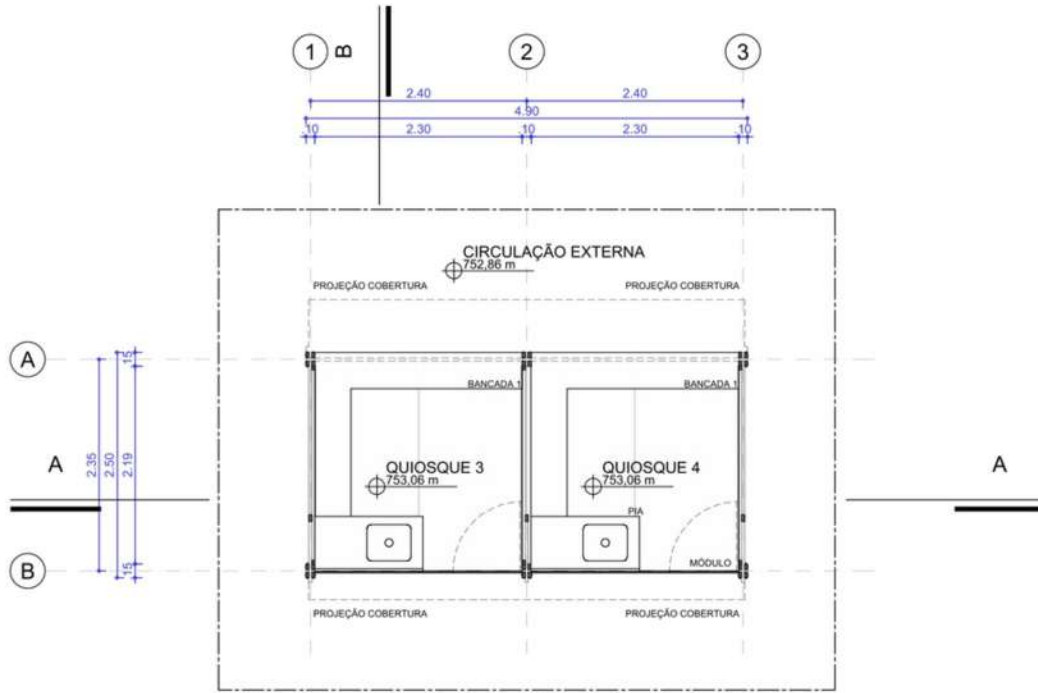 1
B
2
3
2.40
2.40
4.90
.10
2.30
.10
2.30
.10
CIRCULAÇÃO EXTERNA
752,86 m
PROJEÇÃO COBERTURA
PROJEÇÃO COBERTURA
A
15
BANCADA 1
BANCADA 1
A
2.35
2.50
2.19
QUIOSQUE 3
753,06 m
QUIOSQUE 4
753,06 m
A
PIA
B
15
MÓDULO
PROJEÇÃO COBERTURA
PROJEÇÃO COBERTURA